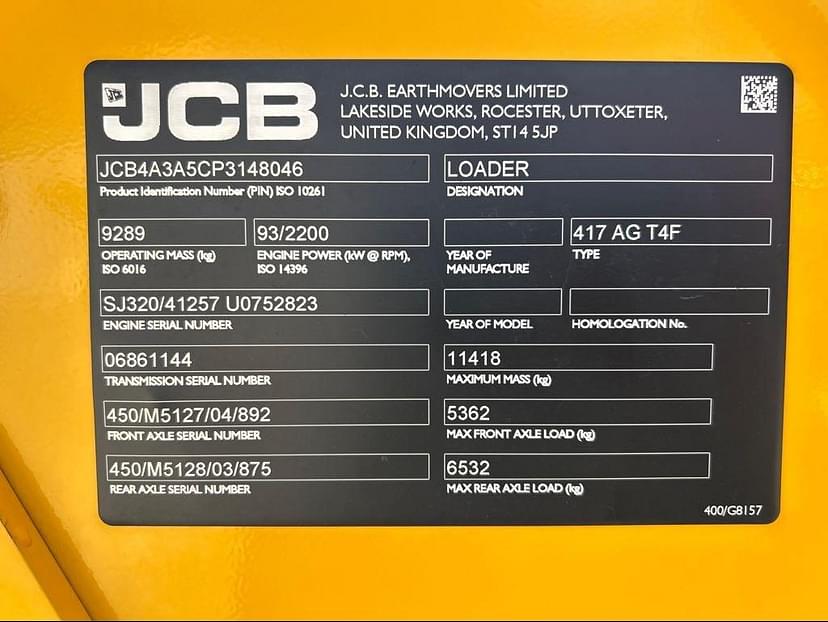 JCB
J.C.B. EARTHMOVERS LIMITED
LAKESIDE WORKS, ROCESTER, UTTOXETER,
UNITED KINGDOM, ST14 5JP
JCB4A3A5CP3148046
Product Identification Number (PIN) ISO 10261
LOADER
DESIGNATION
9289
OPERATING MASS (kg)
ISO 6016
93/2200
ENGINE POWER (kW @ RPM),
ISO 14396
YEAR OF
MANUFACTURE
417 AG T4F
TYPE
SJ320/41257 U0752823
ENGINE SERIAL NUMBER
YEAR OF MODEL
HOMOLOGATION No.
06861144
TRANSMISSION SERIAL NUMBER
11418
MAXIMUM MASS (kg)
450/M5127/04/892
FRONT AXLE SERIAL NUMBER
5362
MAX FRONT AXLE LOAD (kg)
450/M5128/03/875
REAR AXLE SERIAL NUMBER
6532
MAX REAR AXLE LOAD (kg)
400/G8157